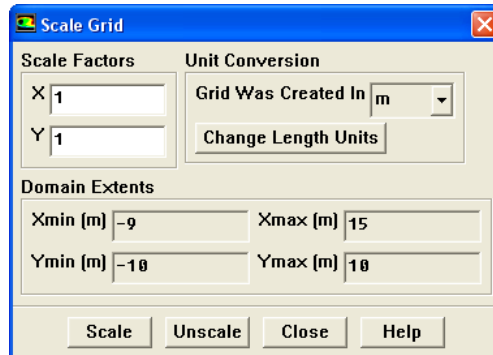 Scale Grid
Scale Factors Unit Conversion
X 1 Grid Was Created In m
Y 1 Change Length Units
Domain Extents
Xmin (m) -9 Xmax (m) 15
Ymin (m) -10 Ymax (m) 10
Scale Unscale Close Help